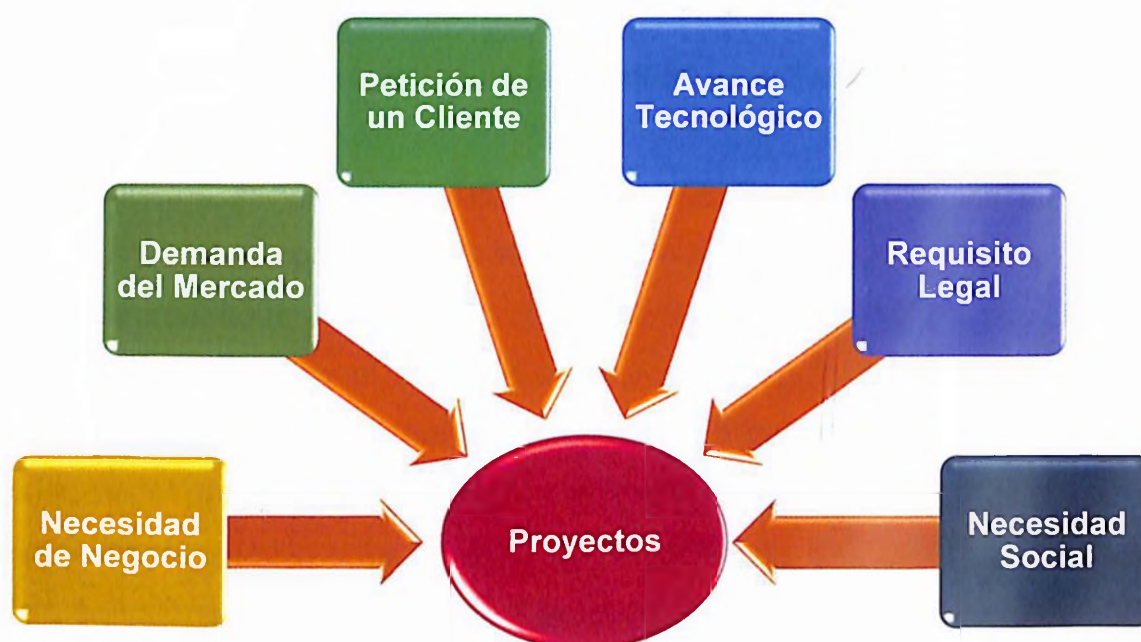 Petición de
un Cliente
Avance
Tecnológico
Demanda
del Mercado
Requisito
Legal
Necesidad
de Negocio
Proyectos
Necesidad
Social